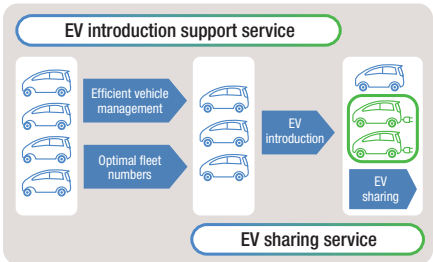 EV introduction support service
Efficient vehicle
management
Optimal fleet
numbers
EV
introduction
EV
sharing
EV sharing service